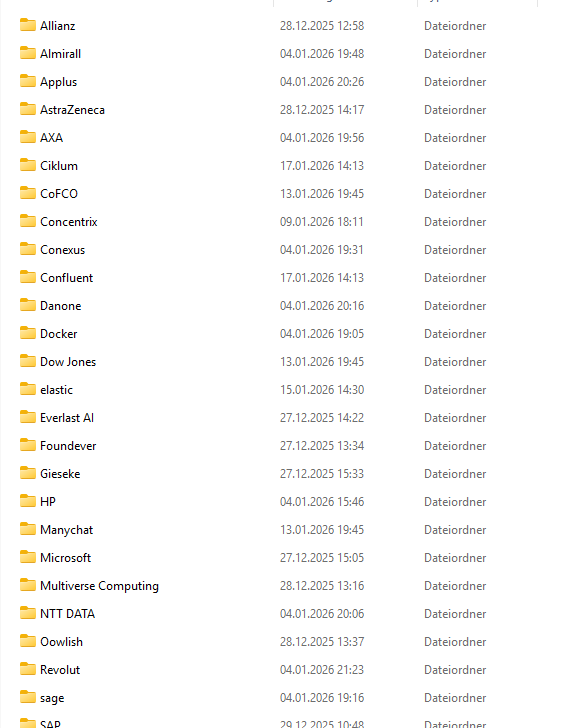 Allianz 28.12.2025 12:58 Dateiordner
Almirall 04.01.2026 19:48 Dateiordner
Applus 04.01.2026 20:26 Dateiordner
AstraZeneca 28.12.2025 14:17 Dateiordner
AXA 04.01.2026 19:56 Dateiordner
Ciklum 17.01.2026 14:13 Dateiordner
CoFCO 13.01.2026 19:45 Dateiordner
Concentrix 09.01.2026 18:11 Dateiordner
Conexus 04.01.2026 19:31 Dateiordner
Confluent 17.01.2026 14:13 Dateiordner
Danone 04.01.2026 20:16 Dateiordner
Docker 04.01.2026 19:05 Dateiordner
Dow Jones 13.01.2026 19:45 Dateiordner
elastic 15.01.2026 14:30 Dateiordner
Everlast AI 27.12.2025 14:22 Dateiordner
Foundever 27.12.2025 13:34 Dateiordner
Gieseke 27.12.2025 15:33 Dateiordner
HP 04.01.2026 15:46 Dateiordner
Manychat 13.01.2026 19:45 Dateiordner
Microsoft 27.12.2025 15:05 Dateiordner
Multiverse Computing 28.12.2025 13:16 Dateiordner
NTT DATA 04.01.2026 20:06 Dateiordner
Oowlish 28.12.2025 13:37 Dateiordner
Revolut 04.01.2026 21:23 Dateiordner
sage 04.01.2026 19:16 Dateiordner
SAP 29.12.2025 10:48 Dateiordner